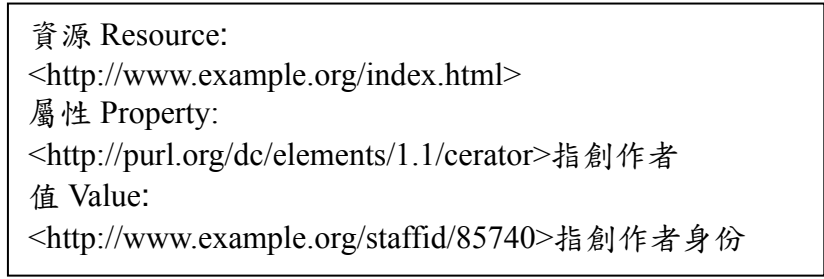 資源 Resource:
<http://www.example.org/index.html>
屬性 Property:
<http://purl.org/dc/elements/1.1/cerator>指創作者
值 Value:
<http://www.example.org/staffid/85740>指創作者身份